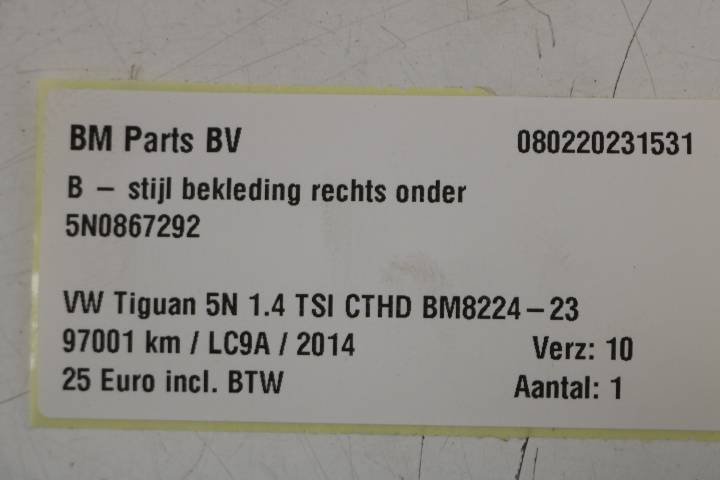 BM Parts BV 080220231531
B – stijl bekleding rechts onder
5N0867292
VW Tiguan 5N 1.4 TSI CTHD BM8224-23
97001 km / LC9A / 2014 Verz: 10
25 Euro incl. BTW Aantal: 1